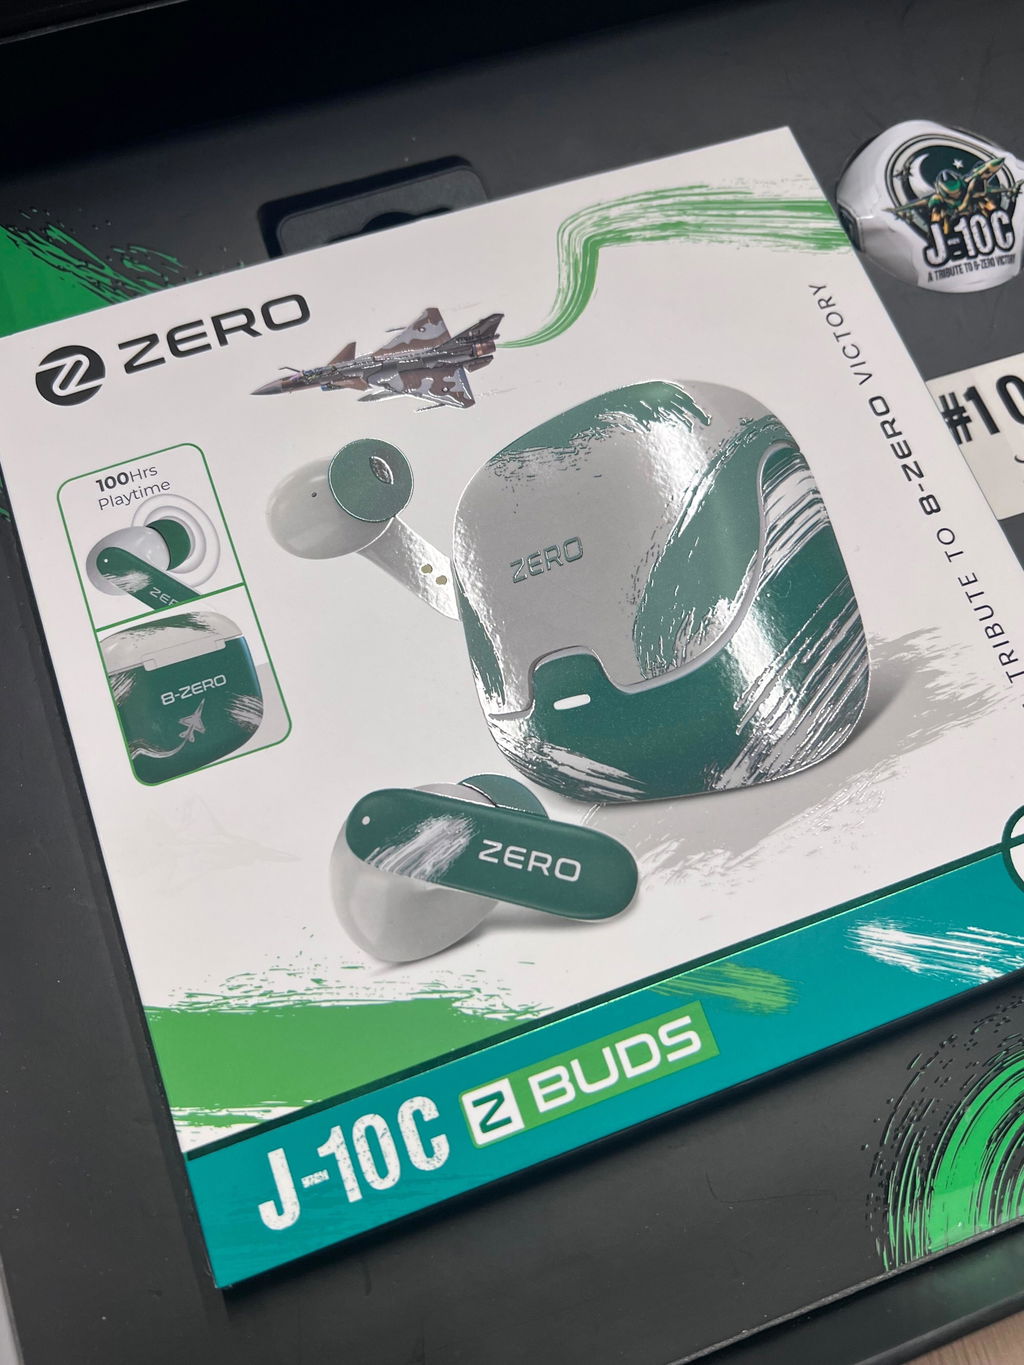 ZERO
100Hrs
Playtime
ZE
8-ZERO
ZERO
ZERO
TRIBUTE TO 8-ZERO VICTORY
J-10C
A TRIBUTE TO 8-ZERO VICTORY
#10
J-10C Z BUDS